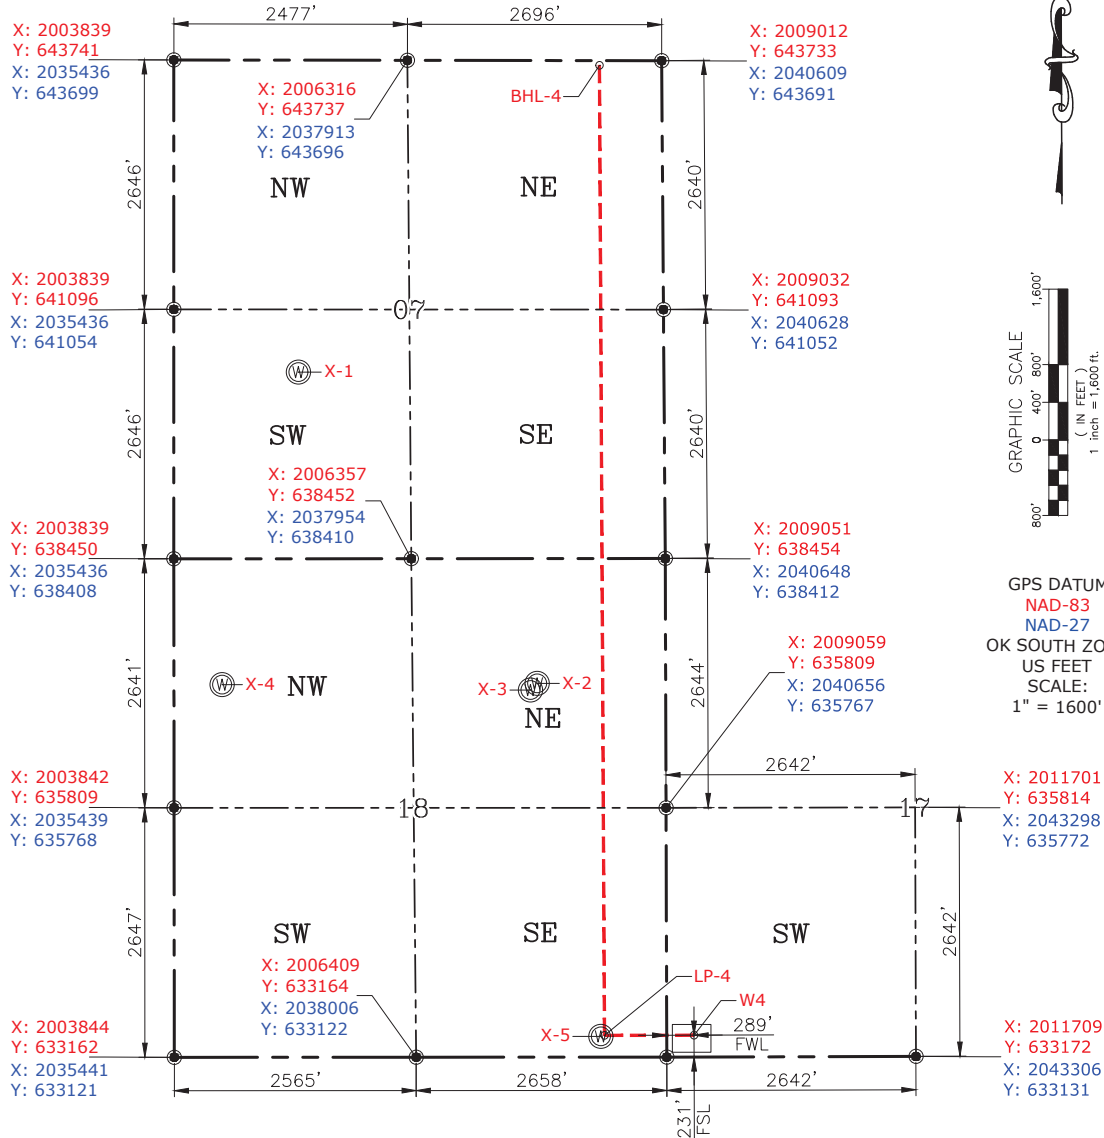 2477'
2696'
X: 2003839
Y: 643741
X: 2035436
Y: 643699
X: 2006316
Y: 643737
X: 2037913
Y: 643696
BHL-4
X: 2009012
Y: 643733
X: 2040609
Y: 643691
2646'
NW
NE
2640'
X: 2003839
Y: 641096
X: 2035436
Y: 641054
07
X: 2009032
Y: 641093
X: 2040628
Y: 641052
W
X-1
2646'
SW
SE
2640'
GRAPHIC SCALE
1,600'
800'
400'
0
800'
( IN FEET )
1 inch = 1,600 ft.
X: 2006357
Y: 638452
X: 2037954
Y: 638410
X: 2003839
Y: 638450
X: 2035436
Y: 638408
X: 2009051
Y: 638454
X: 2040648
Y: 638412
GPS DATUM
NAD-83
NAD-27
OK SOUTH ZO
US FEET
SCALE:
1" = 1600'
2641'
W
X-4
NW
X-3
W
W
X-2
NE
2644'
X: 2009059
Y: 635809
X: 2040656
Y: 635767
2642'
X: 2003842
Y: 635809
X: 2035439
Y: 635768
18
17
X: 2011701
Y: 635814
X: 2043298
Y: 635772
2647'
SW
SE
SW
2642'
X: 2006409
Y: 633164
X: 2038006
Y: 633122
LP-4
W4
X-5
W
289'
FWL
X: 2003844
Y: 633162
X: 2035441
Y: 633121
X: 2011709
Y: 633172
X: 2043306
Y: 633131
2565'
2658'
2642'
231'
FSL